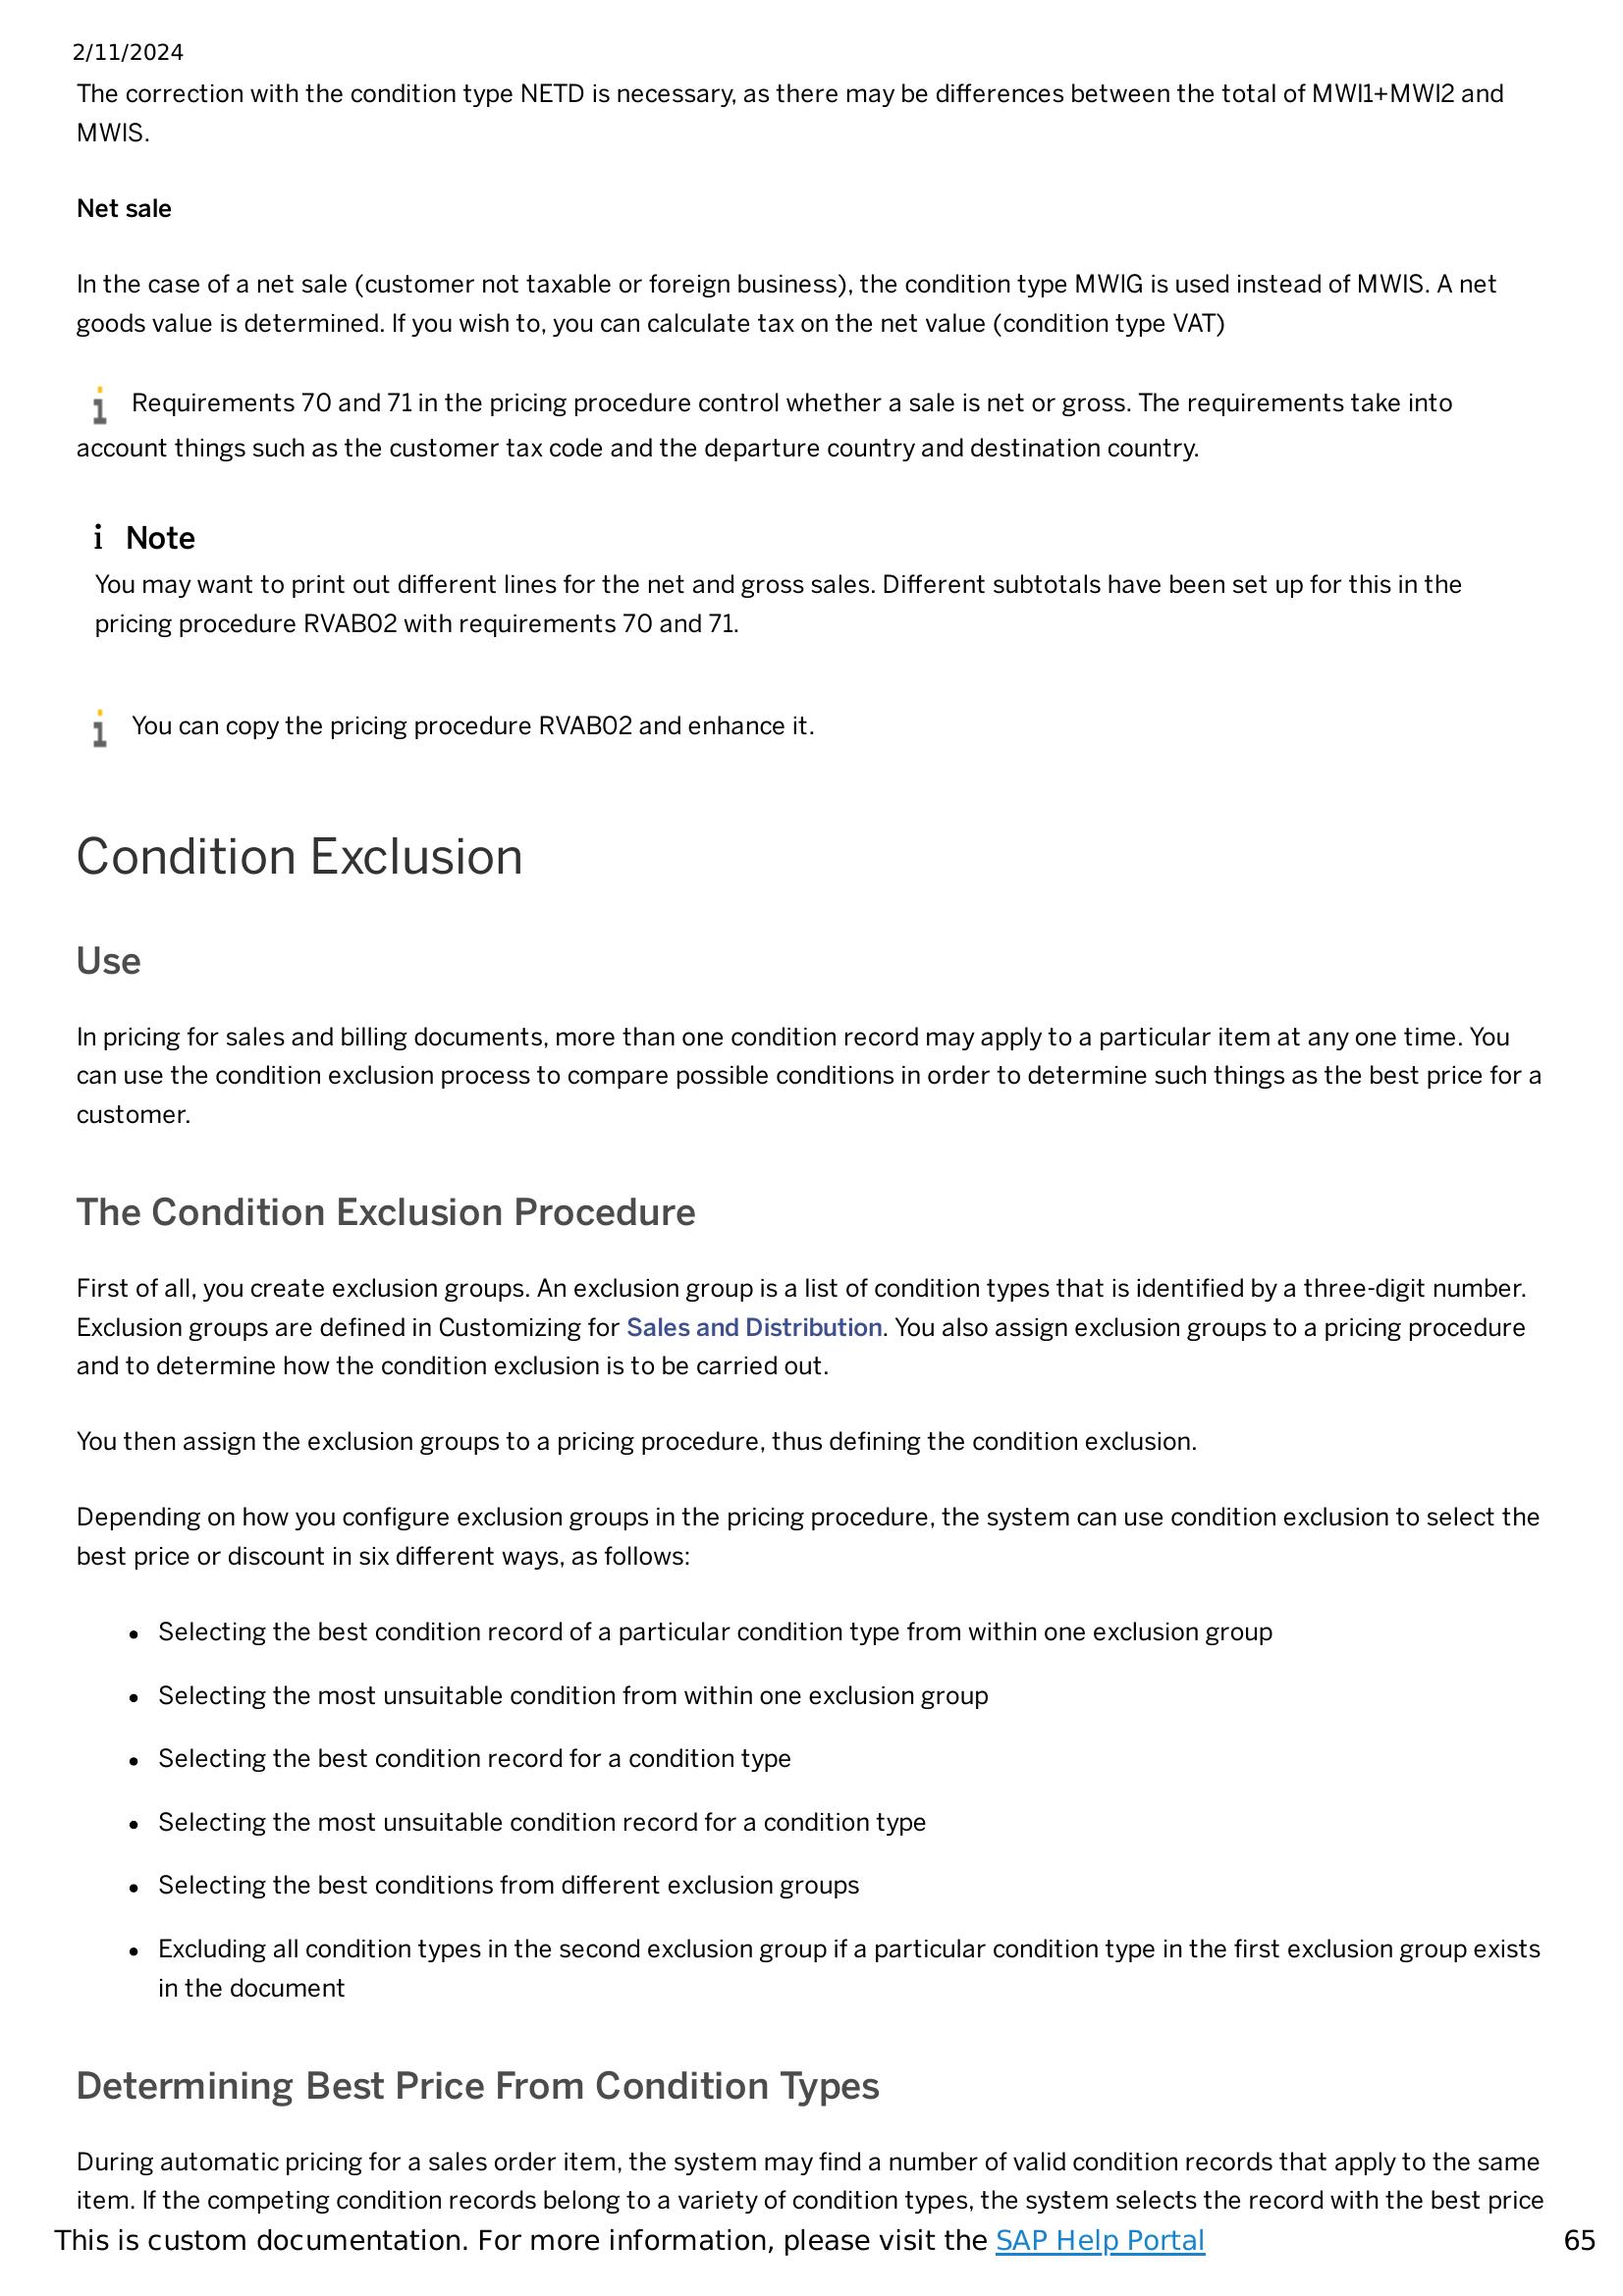 2/11/2024
The correction with the condition type NETD is necessary, as there may be differences between the total of MWI1+MWI2 and
MWIS.
Net sale
In the case of a net sale (customer not taxable or foreign business), the condition type MWIG is used instead of MWIS. A net
goods value is determined. If you wish to, you can calculate tax on the net value (condition type VAT)
i Requirements 70 and 71 in the pricing procedure control whether a sale is net or gross. The requirements take into
account things such as the customer tax code and the departure country and destination country.
i Note
You may want to print out different lines for the net and gross sales. Different subtotals have been set up for this in the
pricing procedure RVAB02 with requirements 70 and 71.
i You can copy the pricing procedure RVAB02 and enhance it.
Condition Exclusion
Use
In pricing for sales and billing documents, more than one condition record may apply to a particular item at any one time. You
can use the condition exclusion process to compare possible conditions in order to determine such things as the best price for a
customer.
The Condition Exclusion Procedure
First of all, you create exclusion groups. An exclusion group is a list of condition types that is identified by a three-digit number.
Exclusion groups are defined in Customizing for Sales and Distribution. You also assign exclusion groups to a pricing procedure
and to determine how the condition exclusion is to be carried out.
You then assign the exclusion groups to a pricing procedure, thus defining the condition exclusion.
Depending on how you configure exclusion groups in the pricing procedure, the system can use condition exclusion to select the
best price or discount in six different ways, as follows:
• Selecting the best condition record of a particular condition type from within one exclusion group
• Selecting the most unsuitable condition from within one exclusion group
• Selecting the best condition record for a condition type
• Selecting the most unsuitable condition record for a condition type
• Selecting the best conditions from different exclusion groups
• Excluding all condition types in the second exclusion group if a particular condition type in the first exclusion group exists
in the document
Determining Best Price From Condition Types
During automatic pricing for a sales order item, the system may find a number of valid condition records that apply to the same
item. If the competing condition records belong to a variety of condition types, the system selects the record with the best price
This is custom documentation. For more information, please visit the SAP Help Portal 65